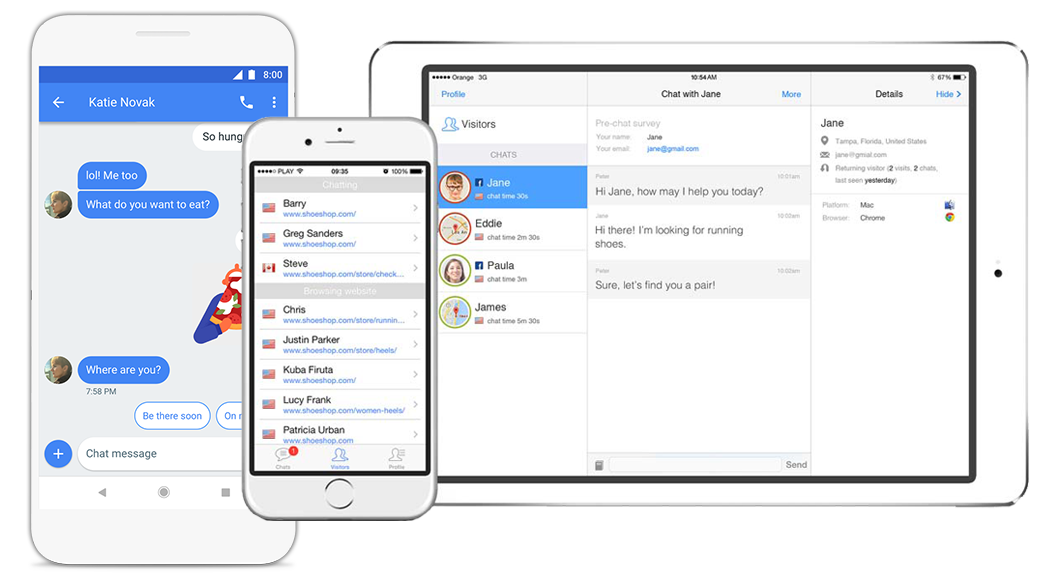 8:00
Katie Novak
So hung
lol! Me too
What do you want to eat?
Where are you?
7:58 PM
Be there soon
On
Chat message
PLAY 09:35 100%
Chatting
Barry
www.shoeshop.com/
Greg Sanders
www.shoeshop.com/
Steve
www.shoeshop.com/store/check...
Browsing website
Chris
www.shoeshop.com/store/runnin...
Justin Parker
www.shoeshop.com/store/heels/
Kuba Firuta
www.shoeshop.com/
Lucy Frank
www.shoeshop.com/women-heels/
Patricia Urban
www.shoeshop.com
1
Chats Visitors Profile
Orange 3G 10:54 AM 67%
Profile
Visitors
CHATS
Jane
chat time 30s
Eddie
chat time 2m 30s
Paula
chat time 3m
James
chat time 5m 30s
Chat with Jane More
Pre-chat survey
Your name: Jane
Your email: jane@gmail.com
Peter 10:01am
Hi Jane, how may I help you today?
Jane 10:02am
Hi there! I'm looking for running
shoes.
Peter 10:02am
Sure, let's find you a pair!
Send
Details Hide
Jane
Tampa, Florida, United States
jane@gmail.com
Returning visitor (2 visits, 2 chats,
last seen yesterday)
Platform: Mac
Browser: Chrome